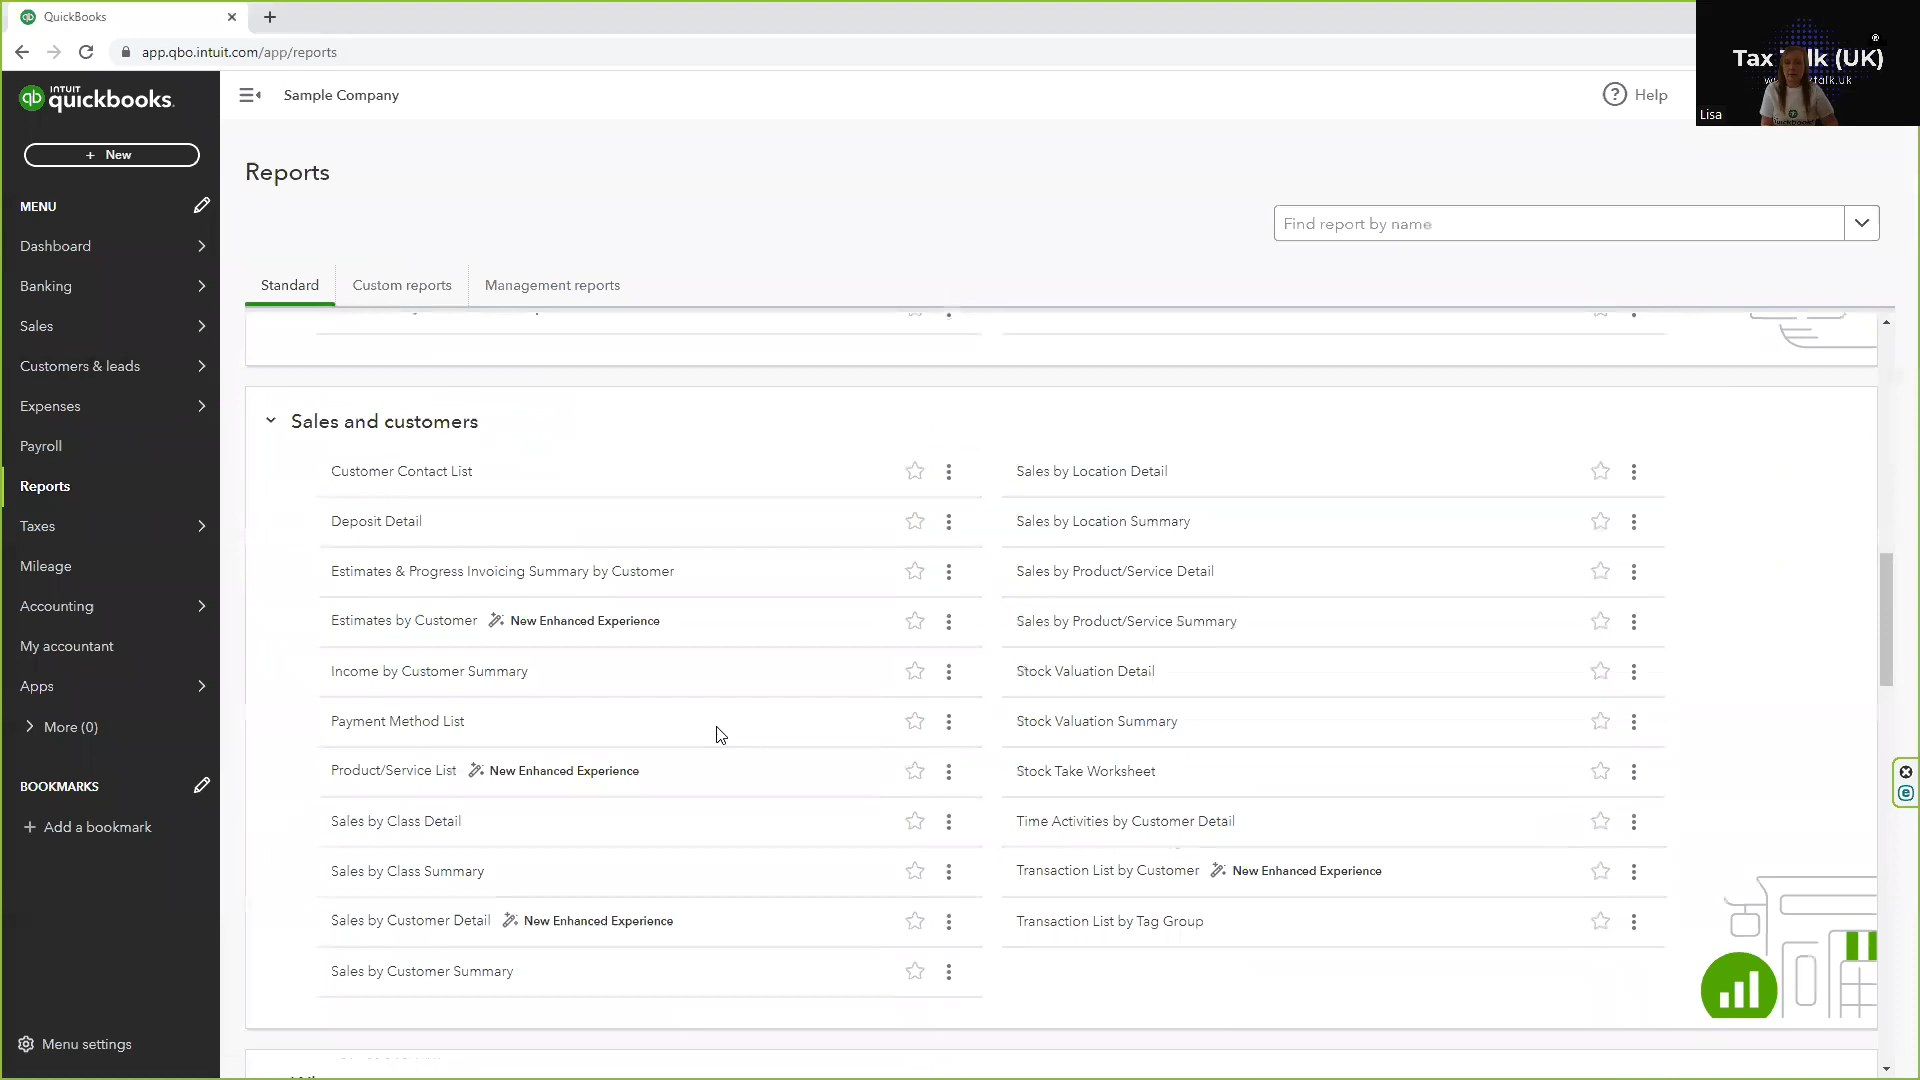 QuickBooks
app.qbo.intuit.com/app/reports
INTUIT
quickbooks.
Sample Company
Help
Tax
lk (UK)
®
Lisa
+ New
MENU
Dashboard
Banking
Sales
Customers & leads
Expenses
Payroll
Reports
Taxes
Mileage
Accounting
My accountant
Apps
More (0)
BOOKMARKS
+ Add a bookmark
Menu settings
Reports
Find report by name
Standard
Custom reports
Management reports
Sales and customers
Customer Contact List
Deposit Detail
Estimates & Progress Invoicing Summary by Customer
Estimates by Customer New Enhanced Experience
Income by Customer Summary
Payment Method List
Product/Service List New Enhanced Experience
Sales by Class Detail
Sales by Class Summary
Sales by Customer Detail New Enhanced Experience
Sales by Customer Summary
Sales by Location Detail
Sales by Location Summary
Sales by Product/Service Detail
Sales by Product/Service Summary
Stock Valuation Detail
Stock Valuation Summary
Stock Take Worksheet
Time Activities by Customer Detail
Transaction List by Customer New Enhanced Experience
Transaction List by Tag Group